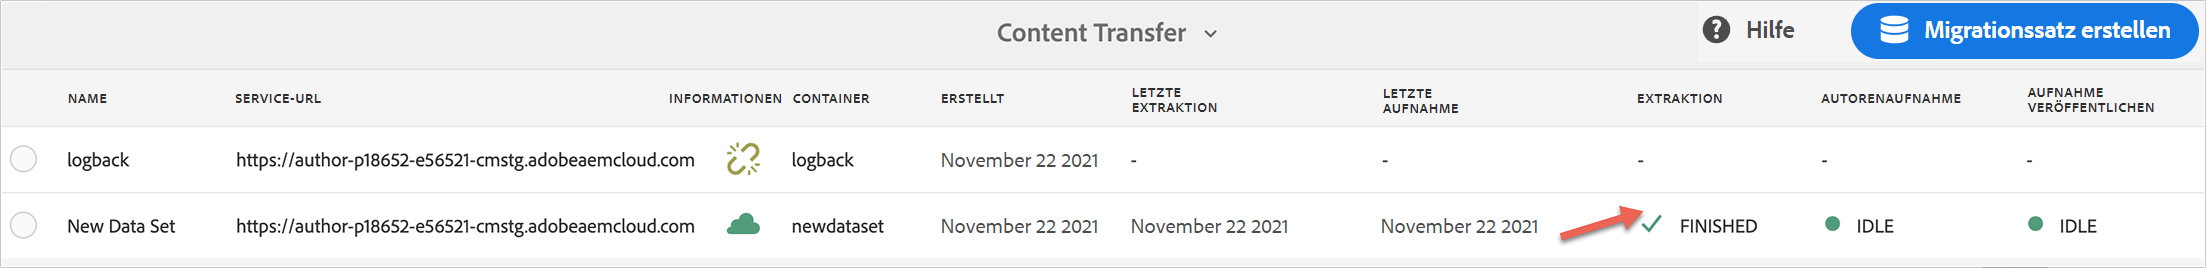 Content Transfer
Hilfe
Migrationssatz erstellen
NAME SERVICE-URL INFORMATIONEN CONTAINER ERSTELLT LETZTE EXTRAKTION LETZTE AUFNAHME EXTRAKTION AUTORENAUFNAHME AUFNAHME VERÖFFENTLICHEN
logback https://author-p18652-e56521-cmstg.adobeaemcloud.com logback November 22 2021 - - - - -
New Data Set https://author-p18652-e56521-cmstg.adobeaemcloud.com newdataset November 22 2021 November 22 2021 November 22 2021 FINISHED IDLE IDLE